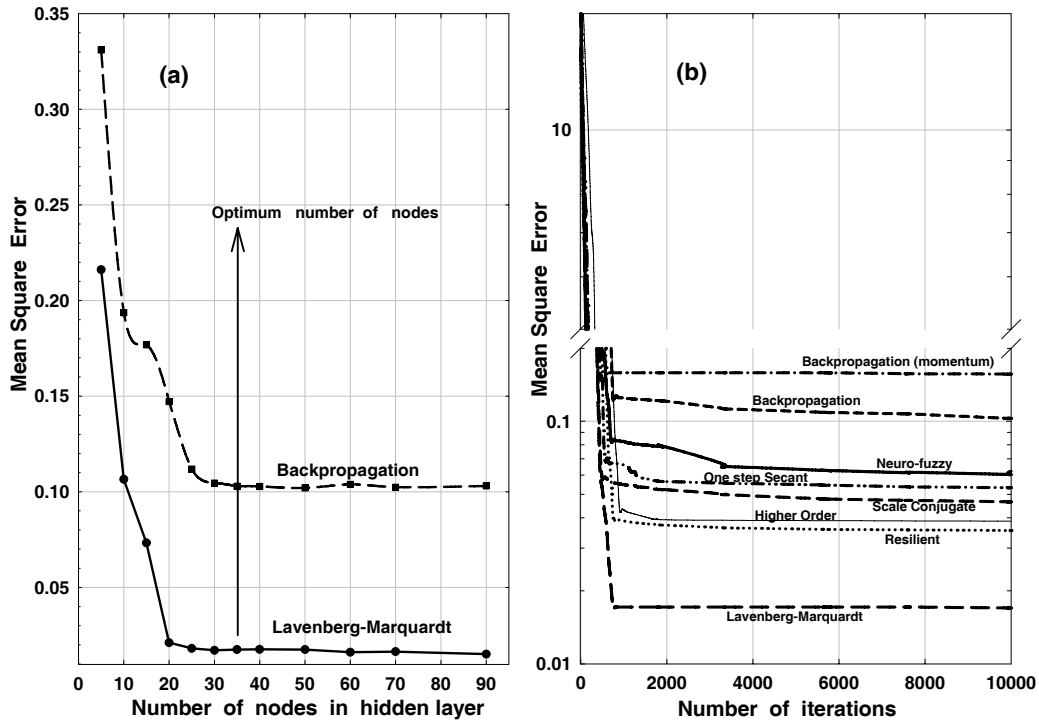 0.35
0.30
0.25
0.20
0.15
0.10
0.05
Mean Square Error
(a)
Optimum number of nodes
Backpropagation
Lavenberg-Marquardt
0 10 20 30 40 50 60 70 80 90
Number of nodes in hidden layer
10
0.1
0.01
Mean Square Error
(b)
Backpropagation (momentum)
Backpropagation
Neuro-fuzzy
One step Secant
Scale Conjugate
Higher Order
Resilient
Lavenberg-Marquardt
0 2000 4000 6000 8000 10000
Number of iterations